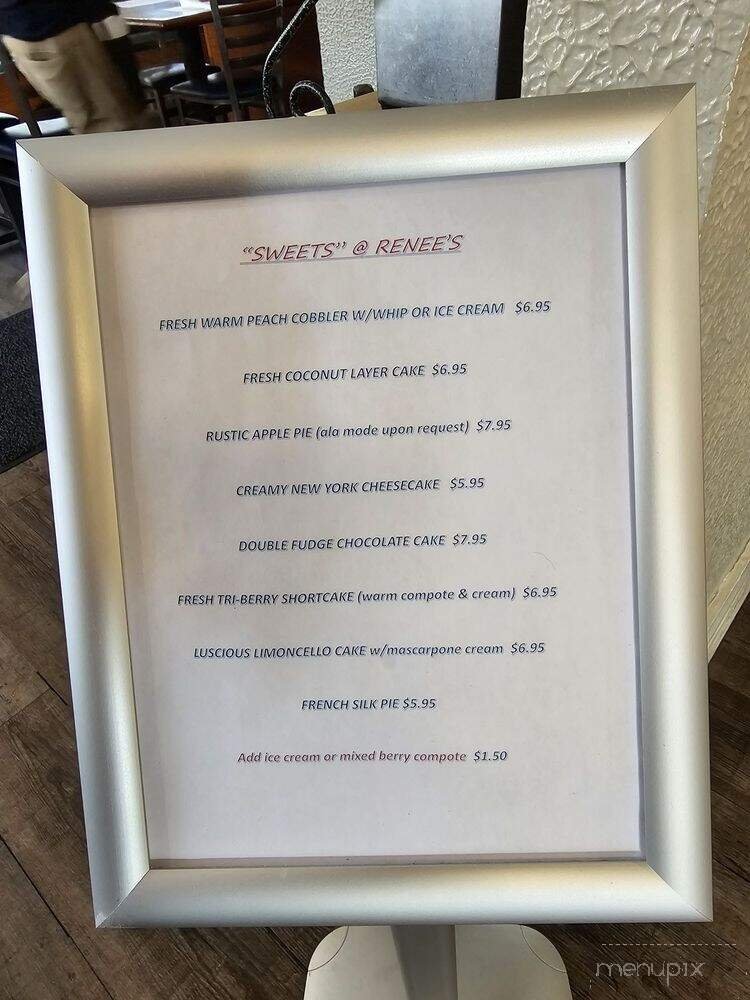 “SWEETS” @ RENEE’S
FRESH WARM PEACH COBBLER W/WHIP OR ICE CREAM $6.95
FRESH COCONUT LAYER CAKE $6.95
RUSTIC APPLE PIE (ala mode upon request) $7.95
CREAMY NEW YORK CHEESECAKE $5.95
DOUBLE FUDGE CHOCOLATE CAKE $7.95
FRESH TRI-BERRY SHORTCAKE (warm compote & cream) $6.95
LUSCIOUS LIMONCELLO CAKE w/mascarpone cream $6.95
FRENCH SILK PIE $5.95
Add ice cream or mixed berry compote $1.50
menupix